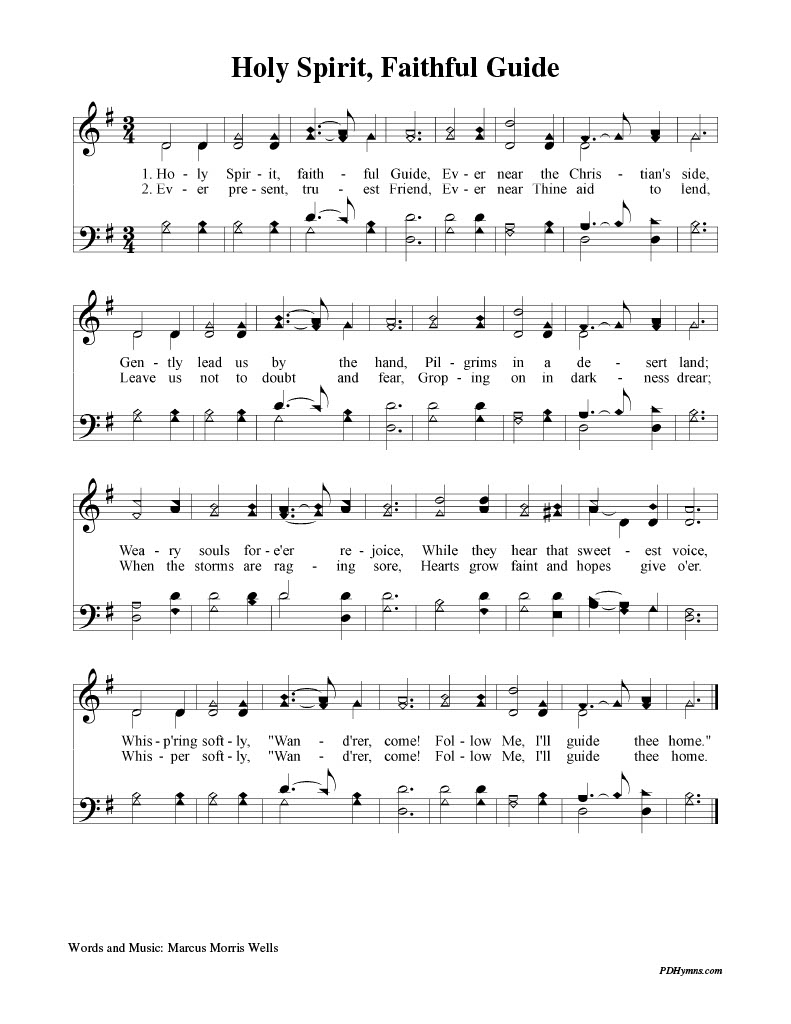 Holy Spirit, Faithful Guide
3 4
1. Ho - ly Spir - it, faith - ful Guide, Ev - er near the Chris - tian's side,
2. Ev - er pre - sent, tru - est Friend, Ev - er near Thine aid to lend,
3 4
Gen - tly lead us by the hand, Pil - grims in a de - sert land;
Leave us not to doubt and fear, Grop - ing on in dark - ness drear;
Wea - ry souls for - e'er re - joice, While they hear that sweet - est voice,
When the storms are rag - ing sore, Hearts grow faint and hopes give o'er.
Whis - p'ring soft - ly, "Wan - d'rer, come! Fol - low Me, I'll guide thee home."
Whis - per soft - ly, "Wan - d'rer, come! Fol - low Me, I'll guide thee home.
Words and Music: Marcus Morris Wells
PDHymns.com